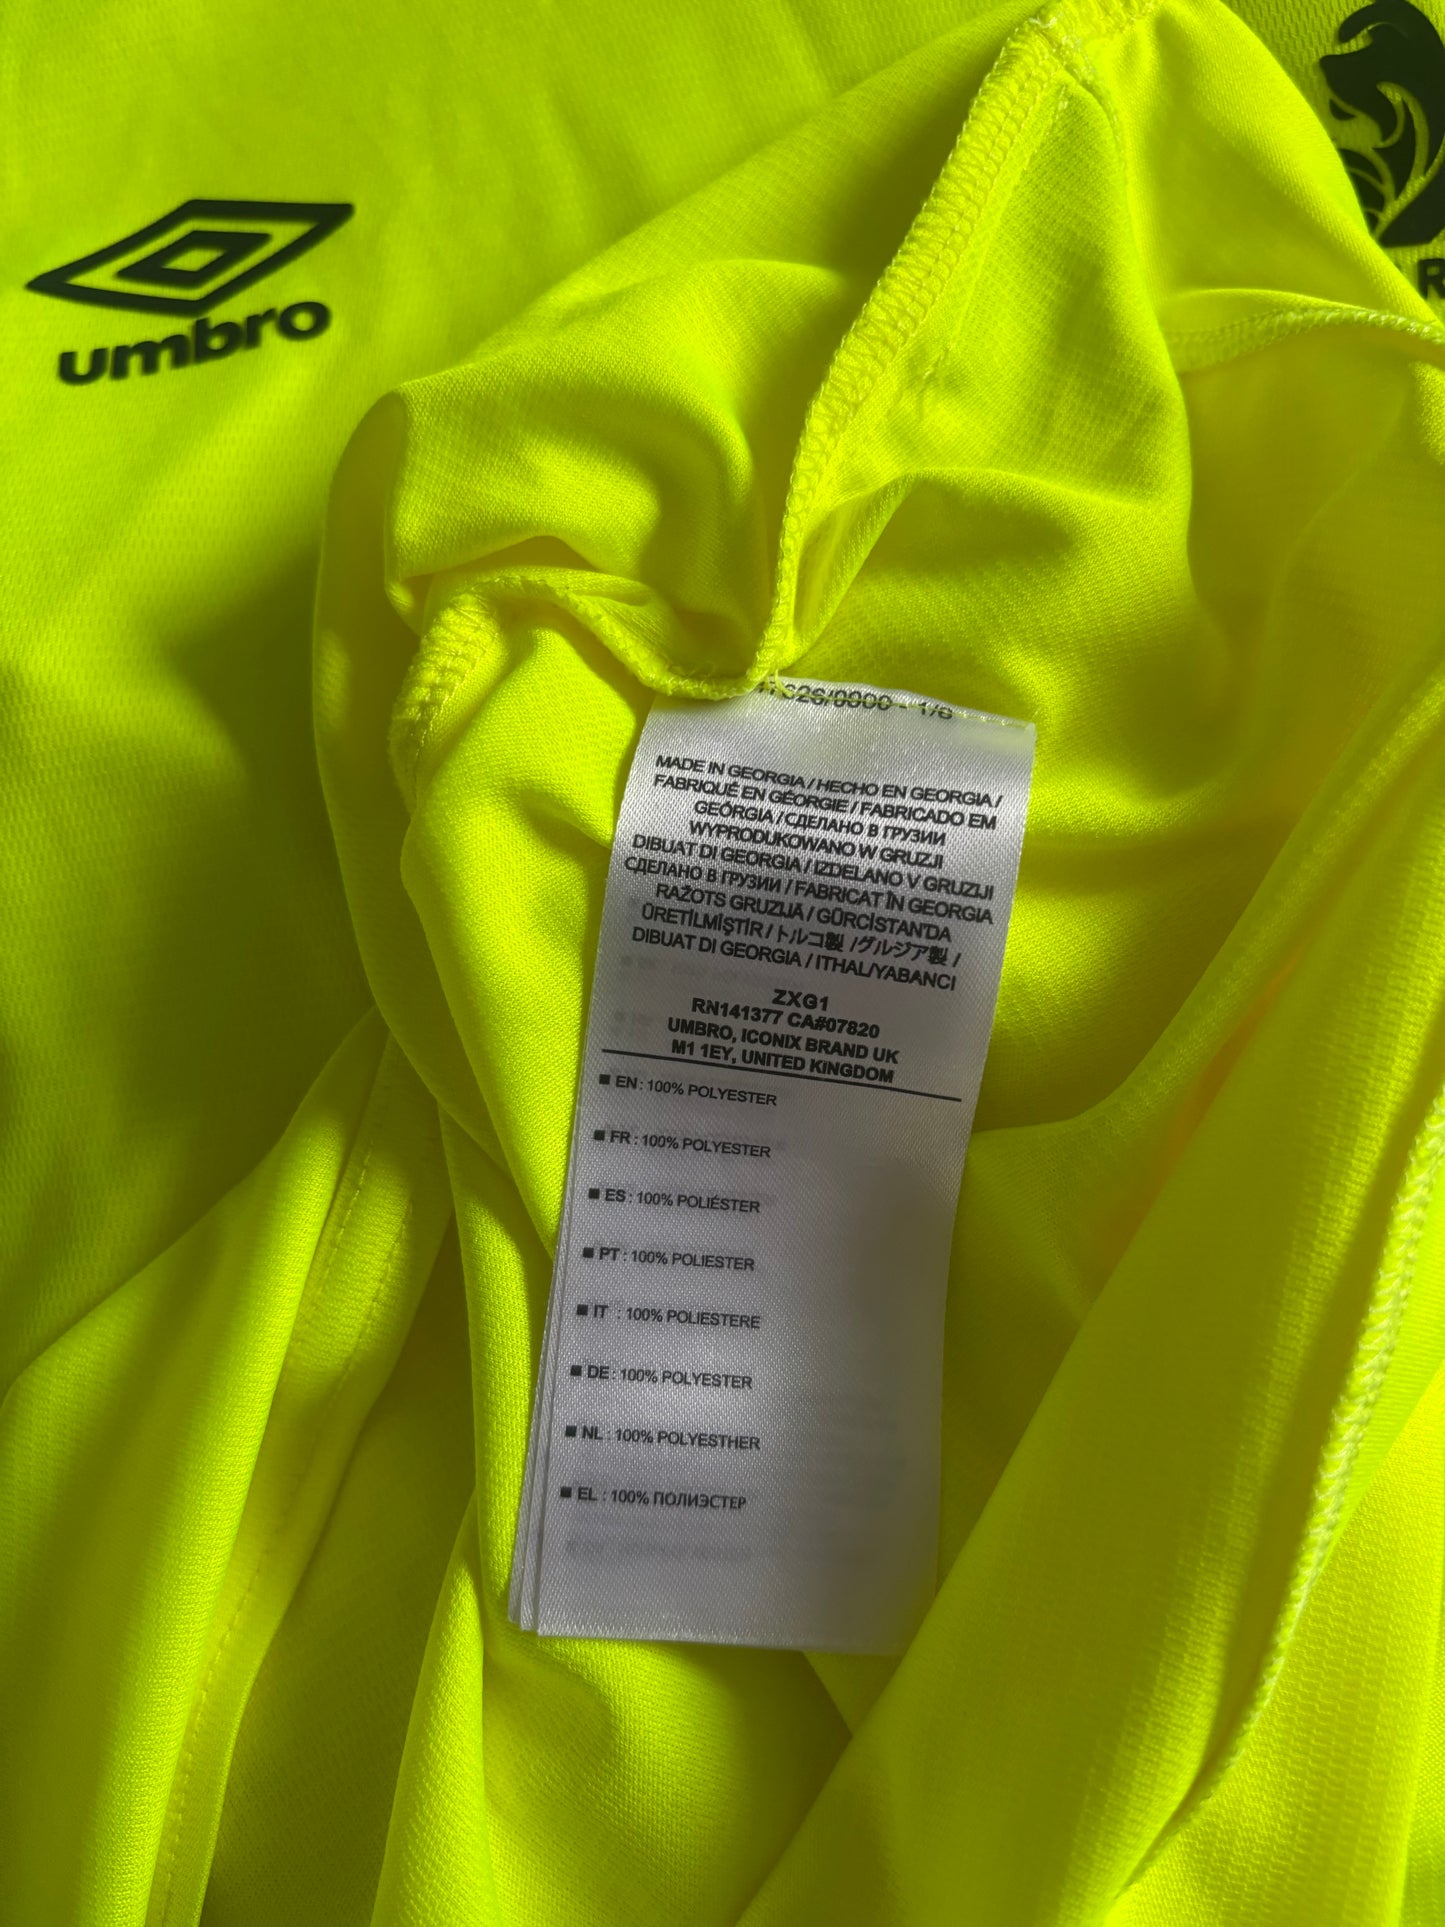 umbro
R
MADE IN GEORGIA / HECHO EN GEORGIA /
FABRIQUÉ EN GÉORGIE / FABRICADO EM
GEÓRGIA / СДЕЛАНО В ГРУЗИИ
WYPRODUKOWANO W GRUZJI
DIBUAT DI GEORGIA / IZDELANO V GRUZIJI
СДЕЛАНО В ГРУЗИИ / FABRICAT ÎN GEORGIA
RAŽOTS GRUZIJĀ / GÜRCİSTAN'DA
ÜRETİLMİŞTİR / トルコ製 / グルジア製 /
DIBUAT DI GEORGIA / ITHAL/YABANCI
ZXG1
RN141377 CA#07820
UMBRO, ICONIX BRAND UK
M1 1EY, UNITED KINGDOM
■ EN : 100% POLYESTER
■ FR : 100% POLYESTER
■ ES : 100% POLIÉSTER
■ PT : 100% POLIESTER
■ IT : 100% POLIESTERE
■ DE : 100% POLYESTER
■ NL : 100% POLYESTHER
■ EL : 100% ПОЛИЭСТЕР